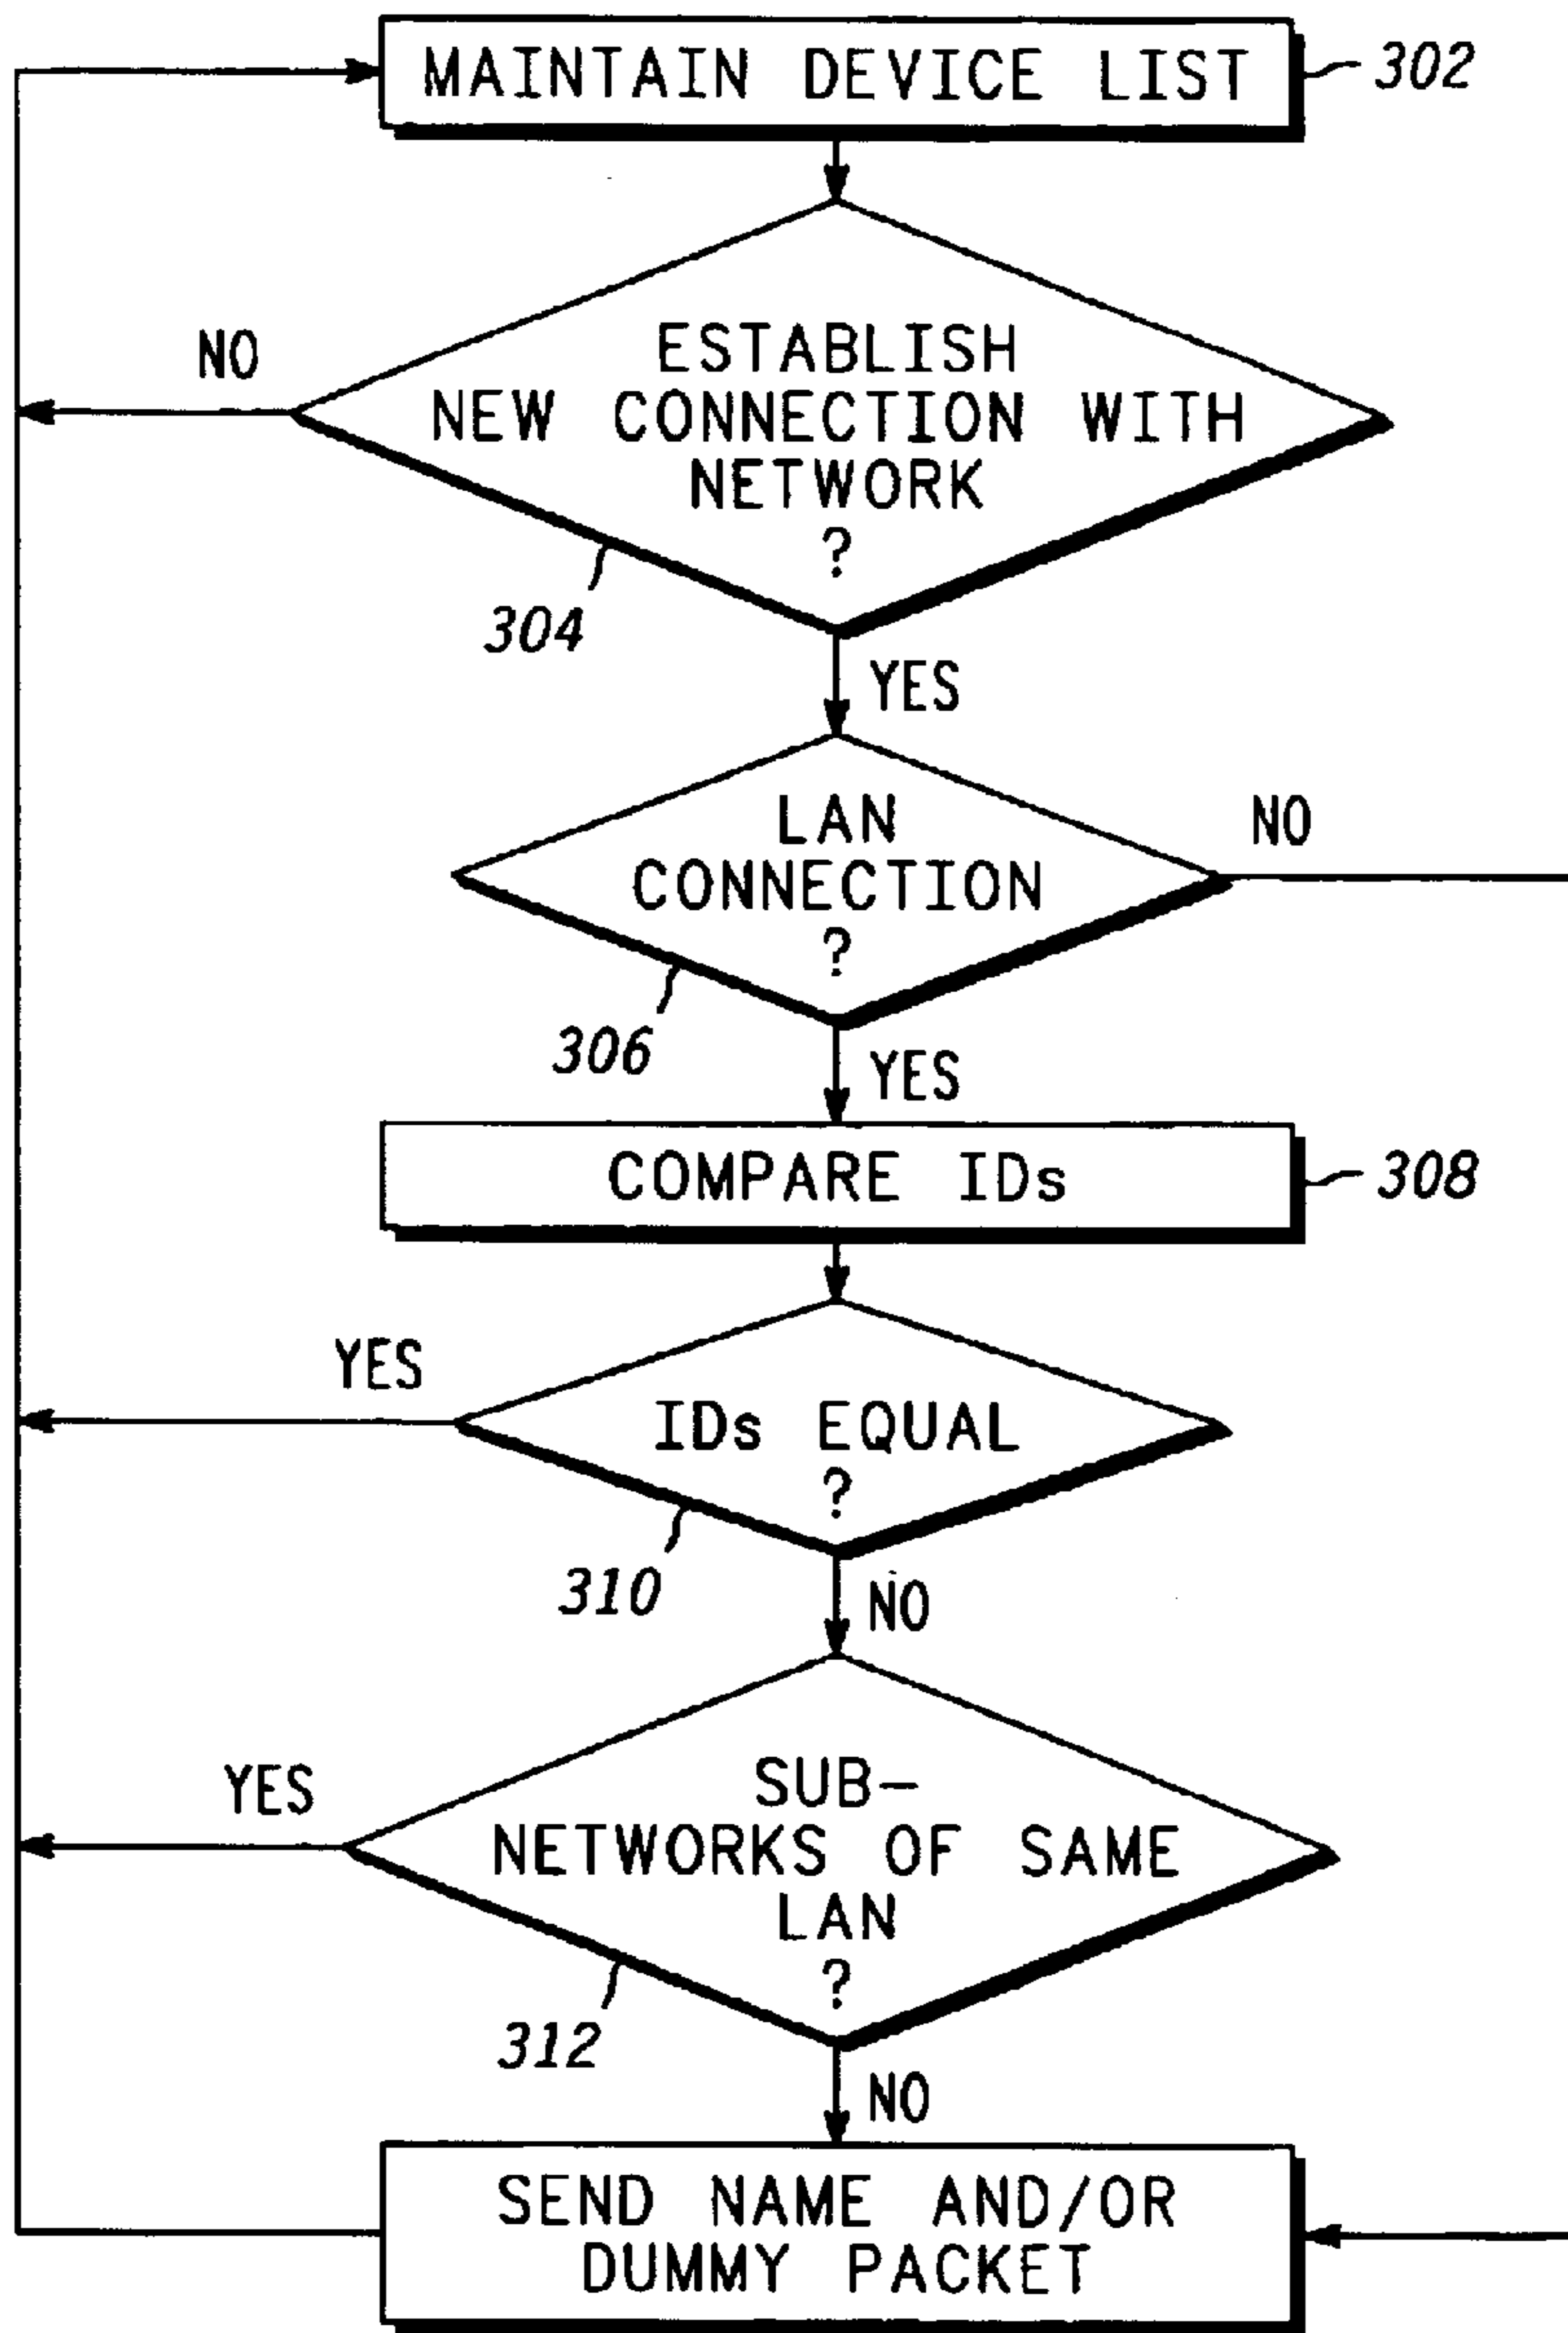 MAINTAIN DEVICE LIST
302
NO
ESTABLISH
NEW CONNECTION WITH
NETWORK
?
304
YES
LAN
CONNECTION
?
NO
306
YES
COMPARE IDs
308
YES
IDs EQUAL
?
310
NO
YES
SUB-
NETWORKS OF SAME
LAN
?
312
NO
SEND NAME AND/OR
DUMMY PACKET